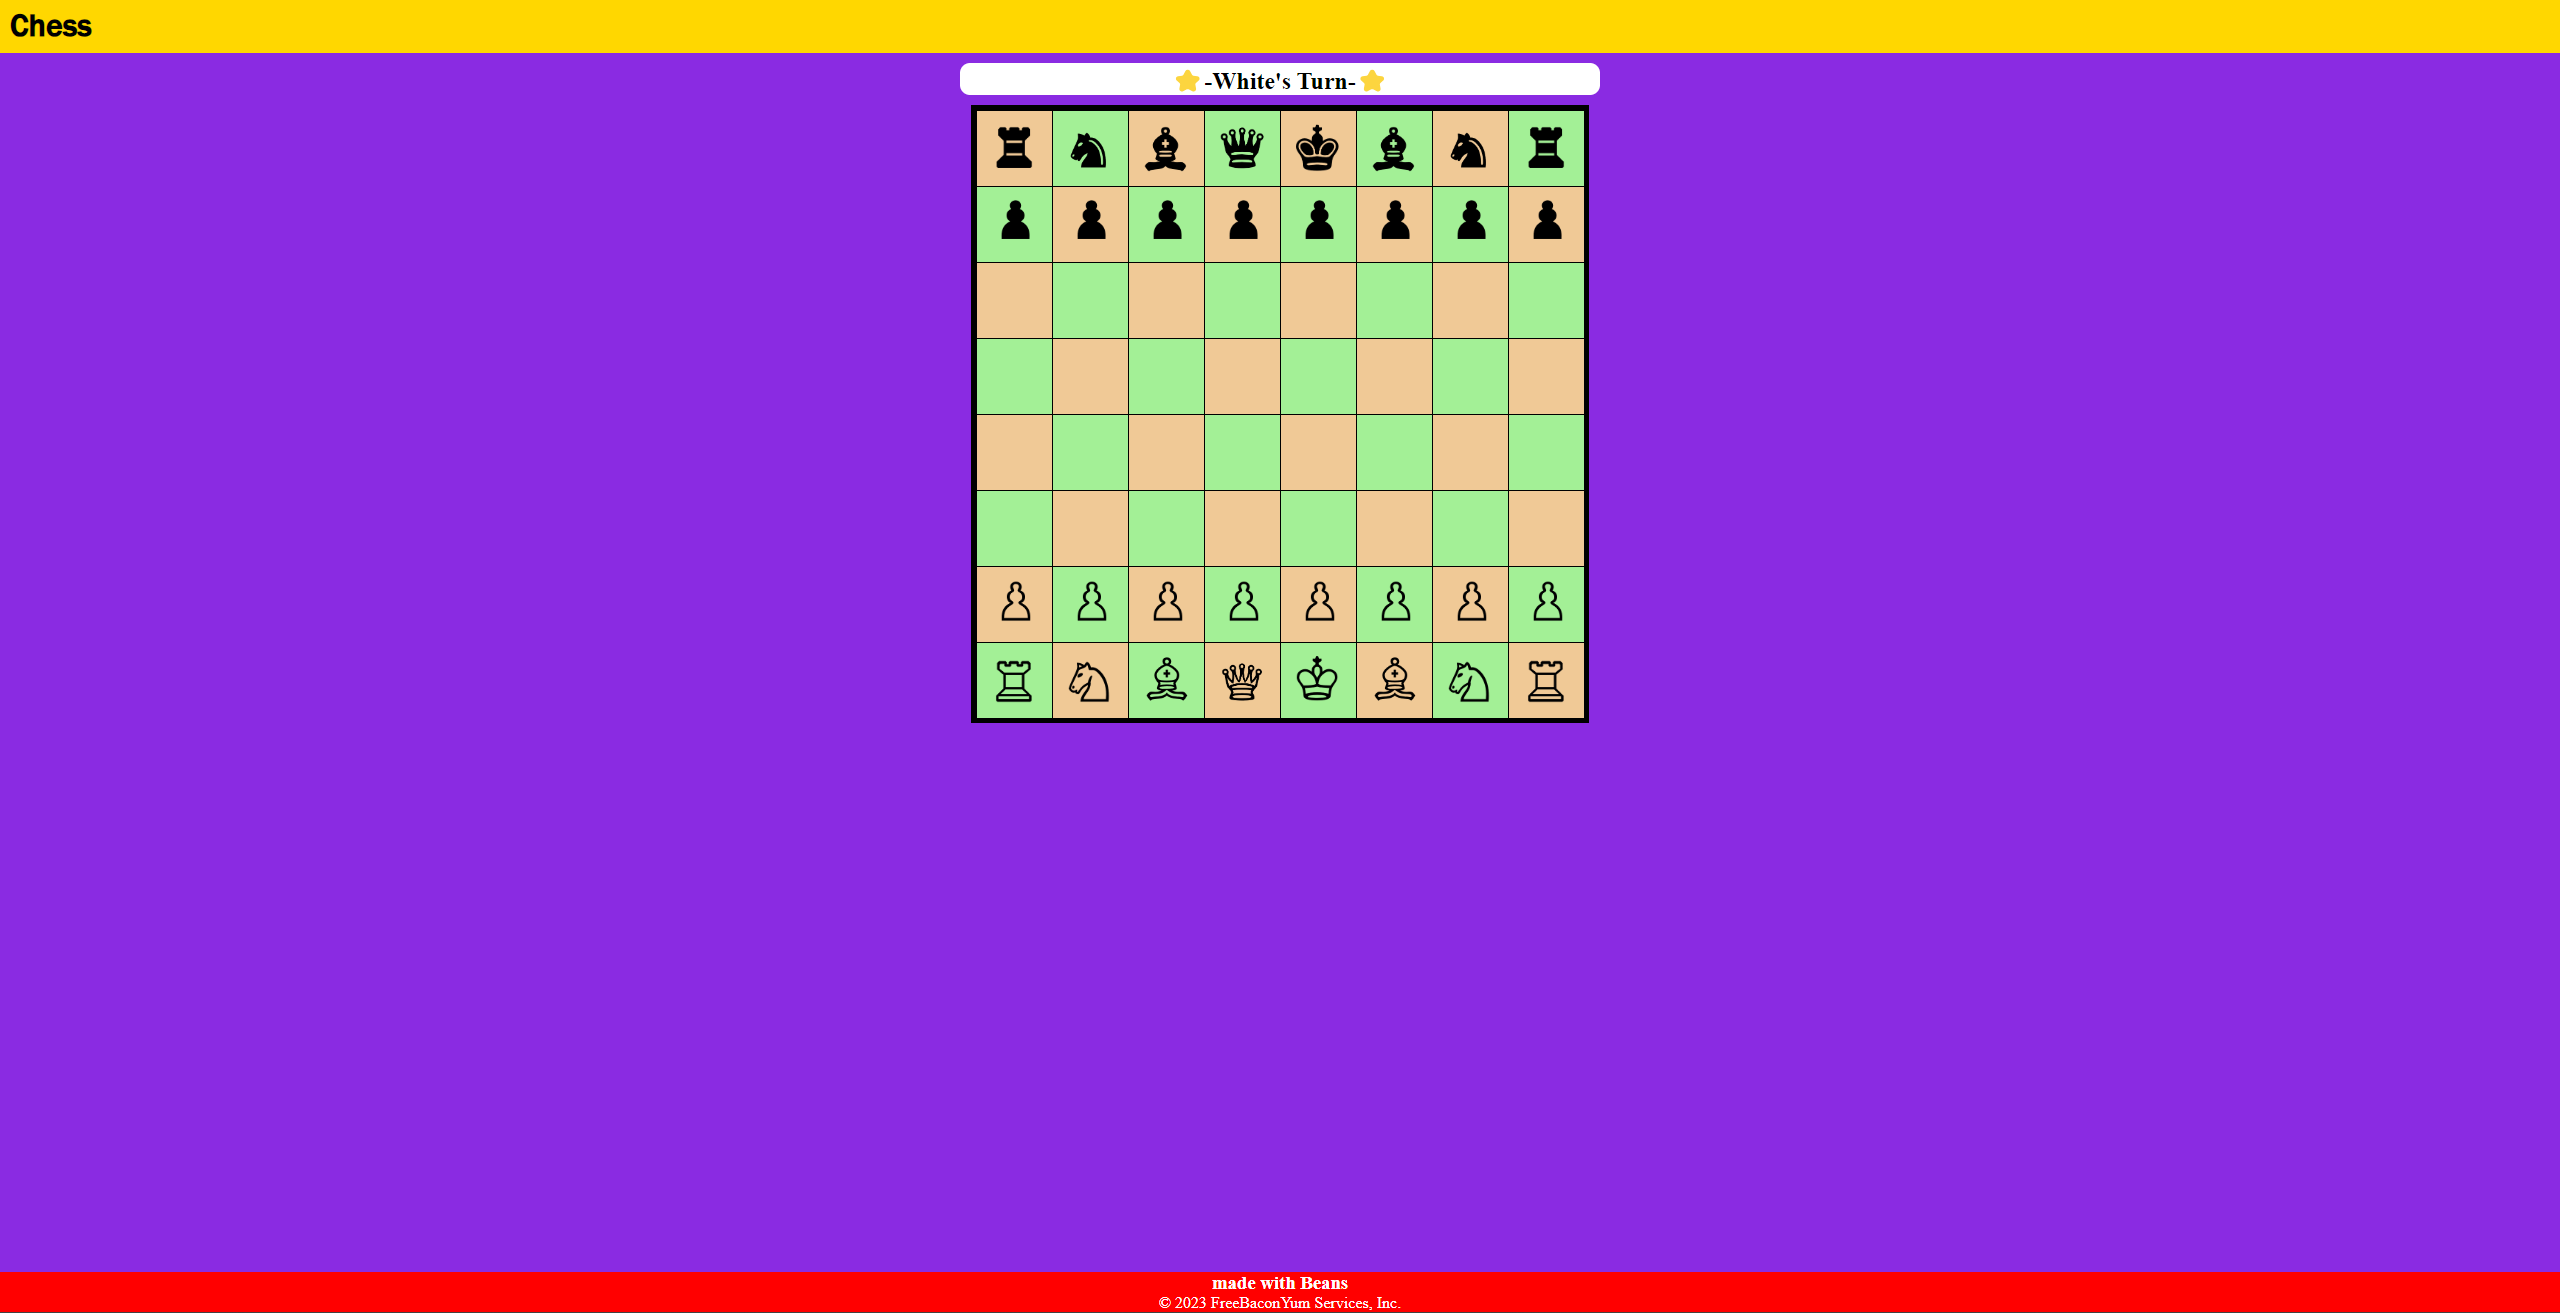 Chess
⭐-White's Turn-⭐
♜♞♝♛♚♝♞♜
♟♟♟♟♟♟♟♟
♙♙♙♙♙♙♙♙
♖♘♗♕♔♗♘♖
made with Beans
© 2023 FreeBaconYum Services, Inc.